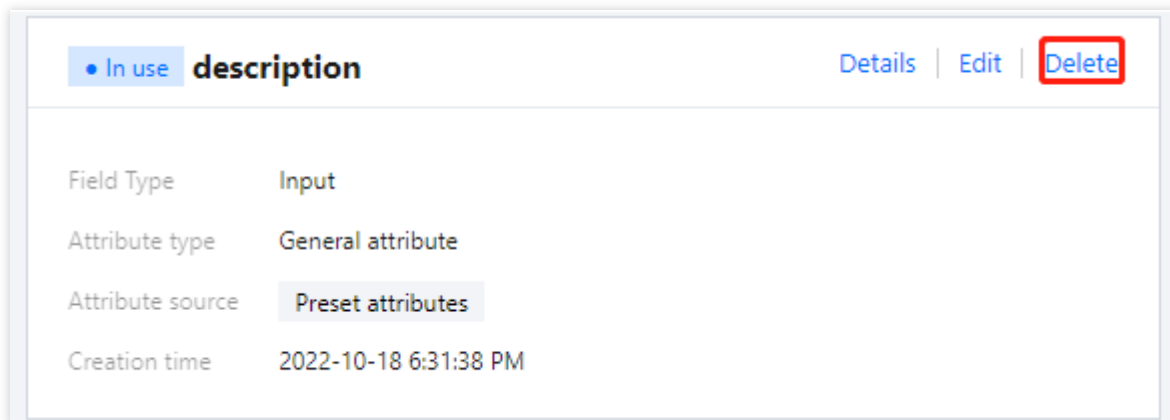 • In use description Details | Edit | Delete
Field Type Input
Attribute type General attribute
Attribute source Preset attributes
Creation time 2022-10-18 6:31:38 PM